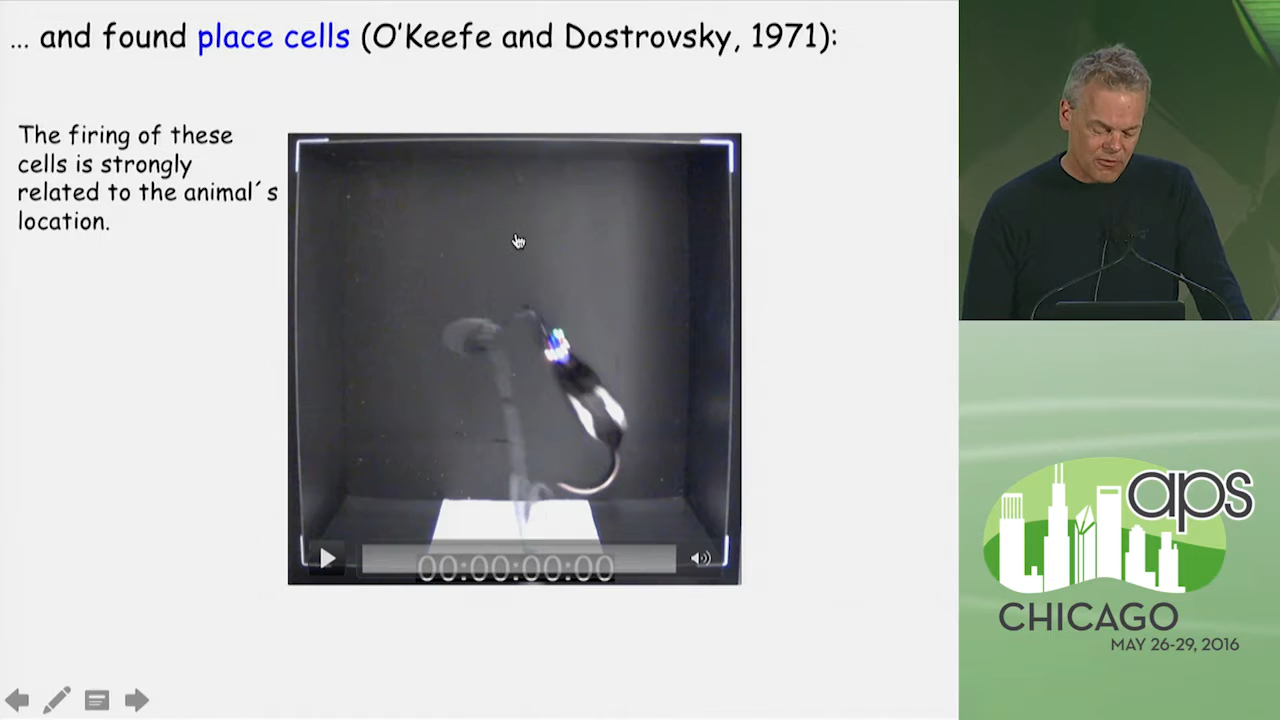 ... and found place cells (O’Keefe and Dostrovsky, 1971):
The firing of these
cells is strongly
related to the animal´s
location.
00:00:00:00
aps
CHICAGO
MAY 26-29, 2016